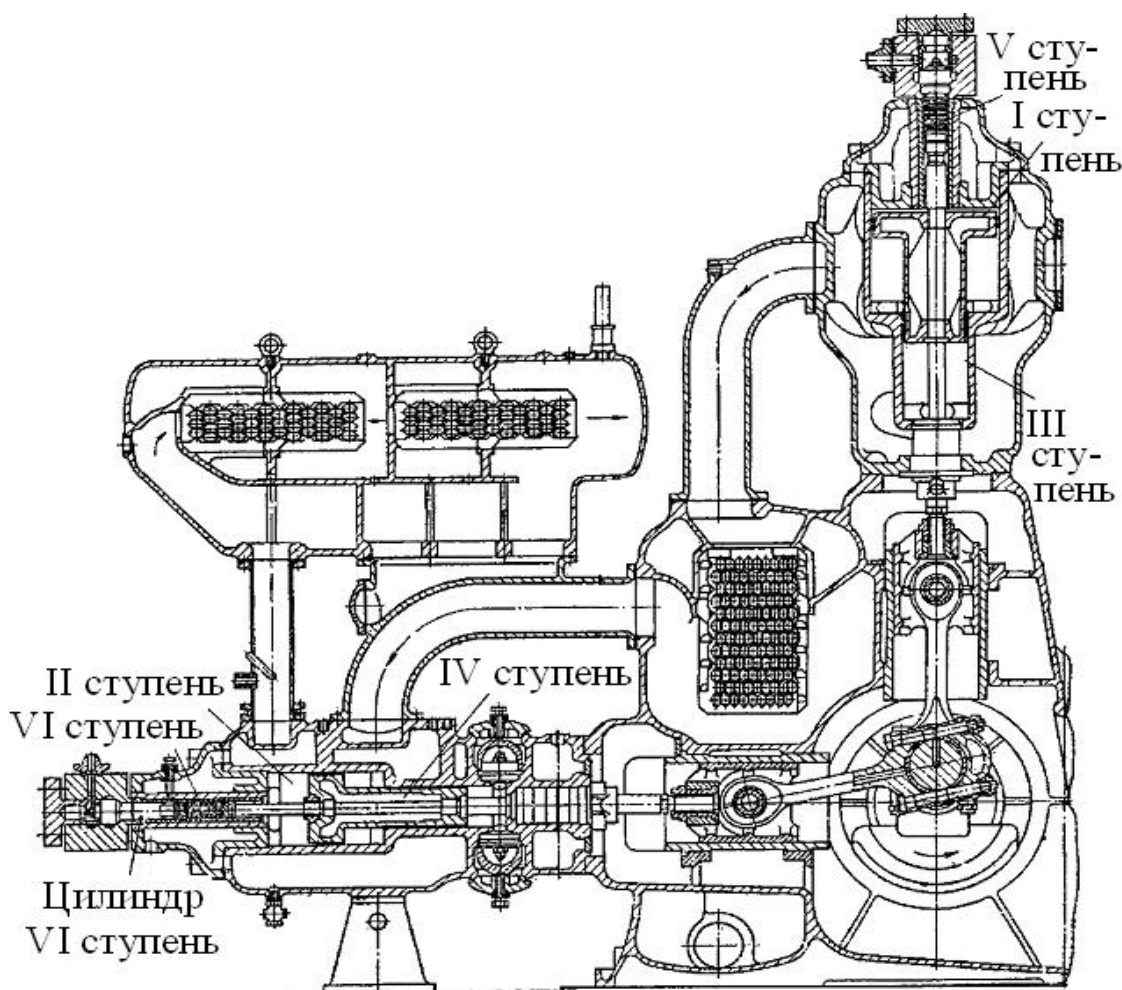 V сту-
пень
I сту-
пень
III
сту-
пень
II ступень
IV ступень
VI ступень
Цилиндр
VI ступень